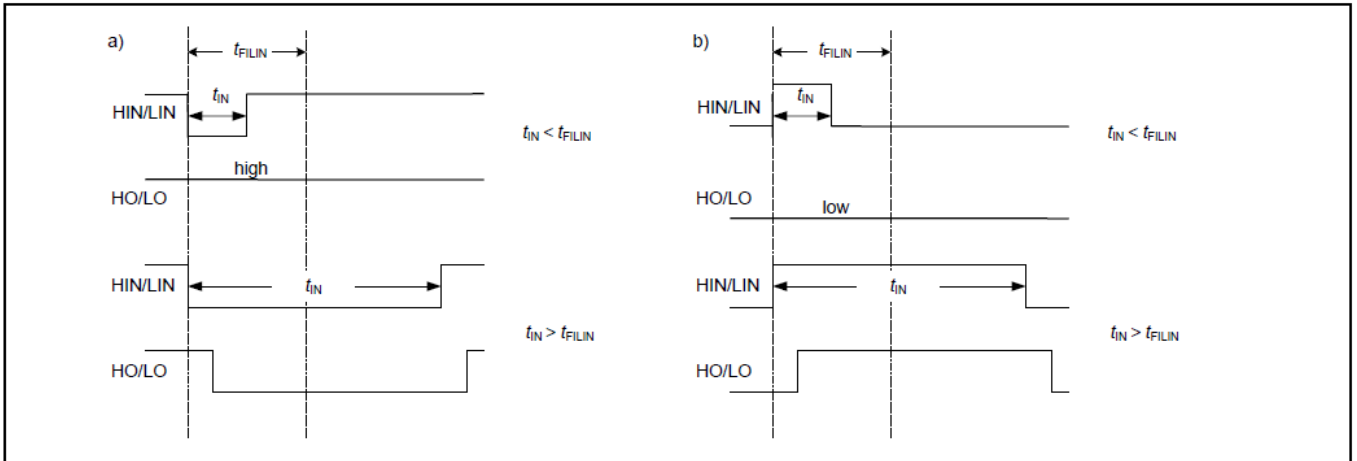 a)
tFILIN
HIN/LIN
tIN
tIN < tFILIN
high
HO/LO
HIN/LIN
tIN
tIN > tFILIN
HO/LO
b)
tFILIN
HIN/LIN
tIN
tIN < tFILIN
HO/LO
low
HIN/LIN
tIN
tIN > tFILIN
HO/LO